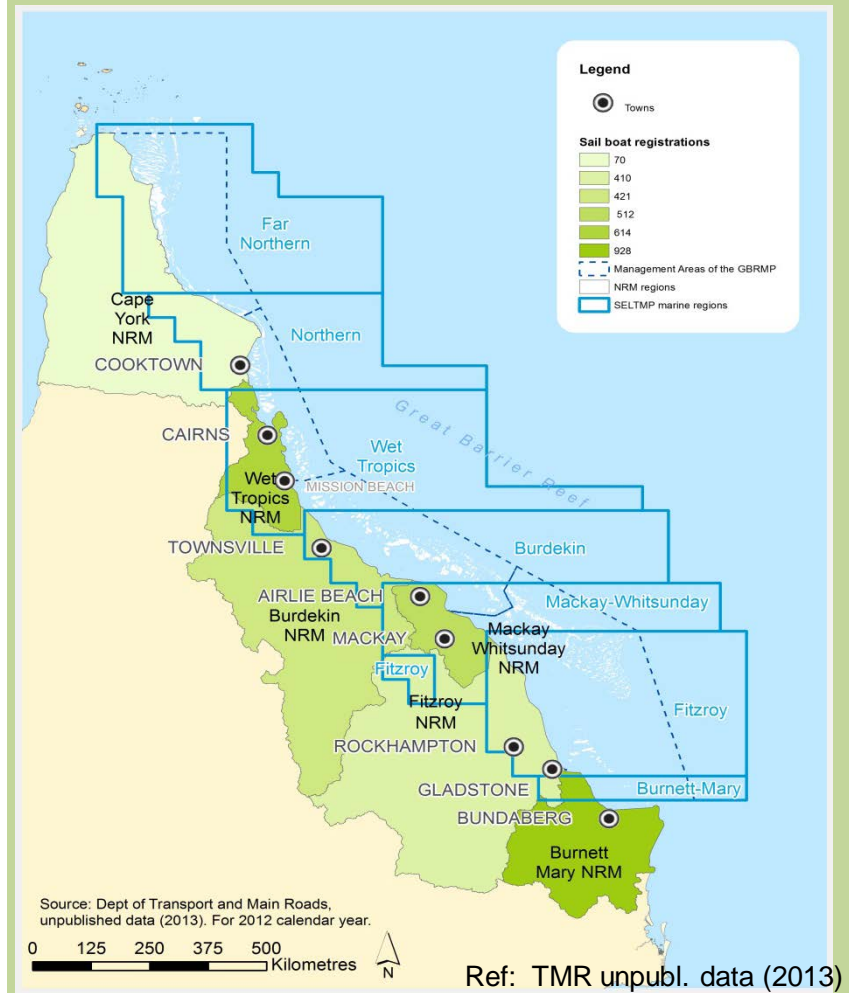 Legend
Towns
Sail boat registrations
70
410
421
512
614
928
Management Areas of the GBRMP
NRM regions
SELTMP marine regions
Far
Northern
Cape
York
NRM
Northern
COOKTOWN
Great Barrier Reef
CAIRNS
Wet
Tropics
Wet
Tropics
NRM
MISSION BEACH
TOWNSVILLE
Burdekin
AIRLIE BEACH
Mackay-Whitsunday
Burdekin
NRM
MACKAY
Mackay
Whitsunday
NRM
Fitzroy
Fitzroy
NRM
Fitzroy
ROCKHAMPTON
GLADSTONE
Burnett-Mary
BUNDABERG
Burnett
Mary NRM
Source: Dept of Transport and Main Roads,
unpublished data (2013). For 2012 calendar year.
0 125 250 375 500
Kilometres
N
Ref: TMR unpubl. data (2013)